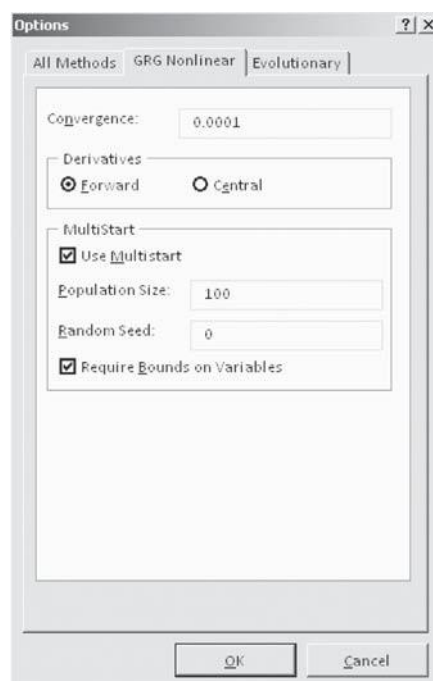 Options
All Methods GRG Nonlinear Evolutionary
Convergence: 0.0001
Derivatives
Forward Central
MultiStart
Use Multistart
Population Size: 100
Random Seed: 0
Require Bounds on Variables
OK Cancel